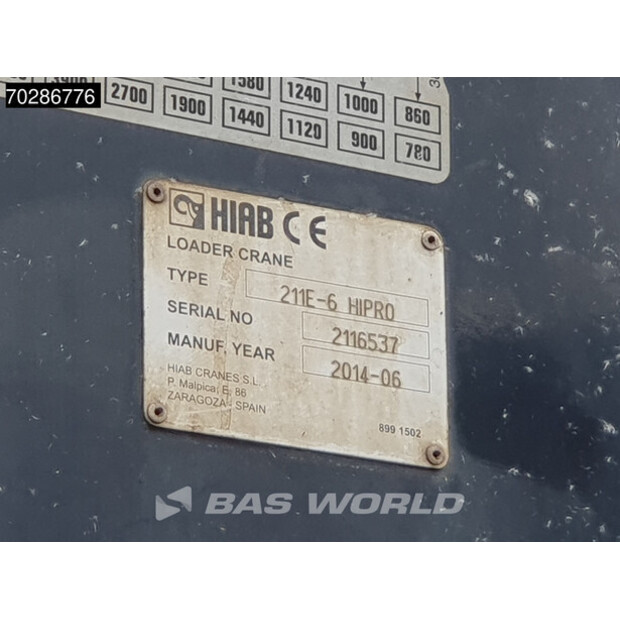 70286776
1580
1240
2700
1900
1440
1120
1000
900
860
780
HIAB CE
LOADER CRANE
TYPE 211E-6 HIPRO
SERIAL NO 2116537
MANUF. YEAR 2014-06
HIAB CRANES S.L.
P. Malpica, E, 86
ZARAGOZA - SPAIN
899 1502
BAS WORLD